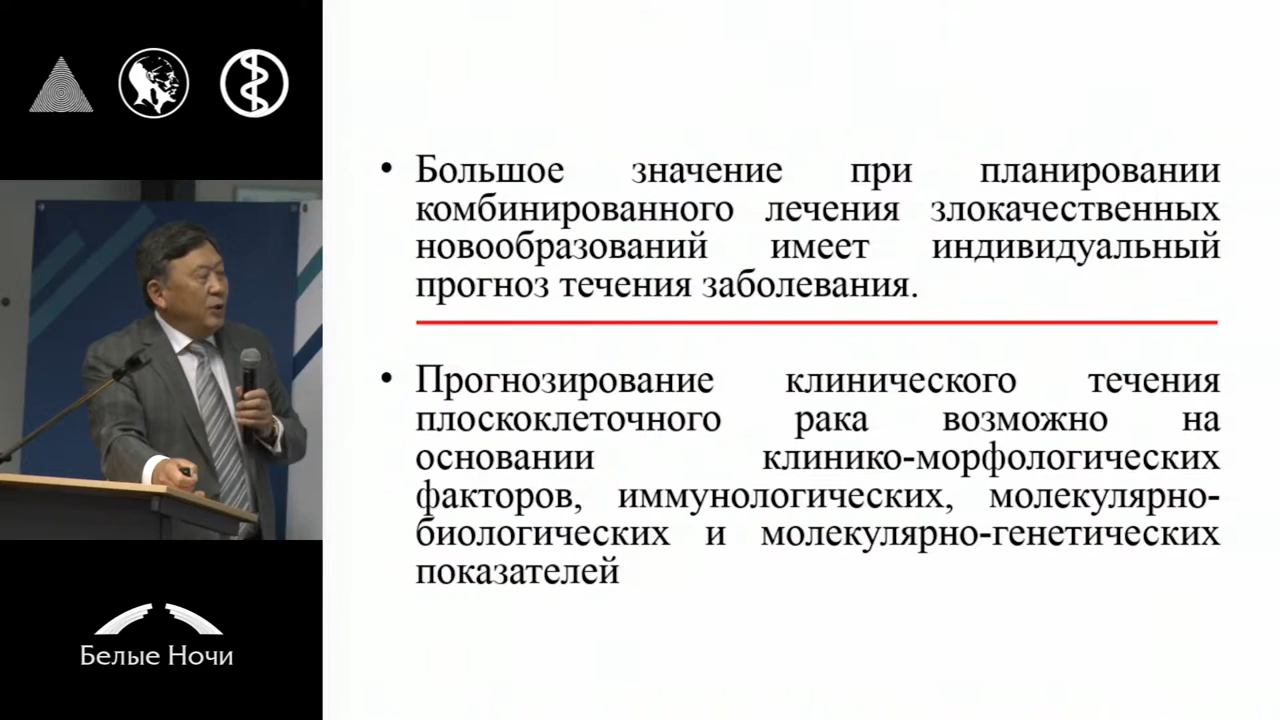 • Большое значение при планировании
комбинированного лечения злокачественных
новообразований имеет индивидуальный
прогноз течения заболевания.
• Прогнозирование клинического течения
плоскоклеточного рака возможно на
основании клинико-морфологических
факторов, иммунологических, молекулярно-
биологических и молекулярно-генетических
показателей
Белые Ночи